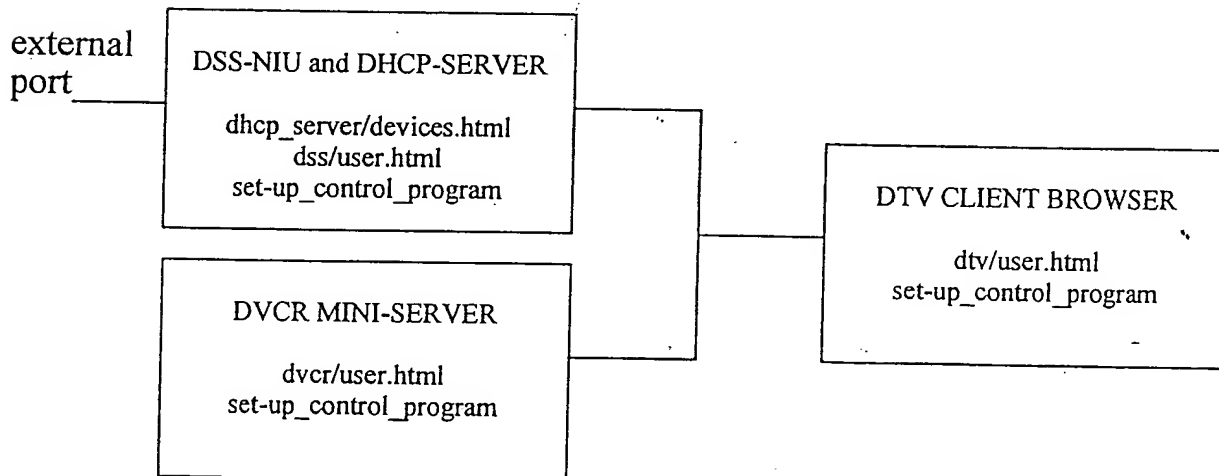 external
port
DSS-NIU and DHCP-SERVER
dhcp_server/devices.html
dss/user.html
set-up_control_program
DVCR MINI-SERVER
dvcr/user.html
set-up_control_program
DTV CLIENT BROWSER
dtv/user.html
set-up_control_program